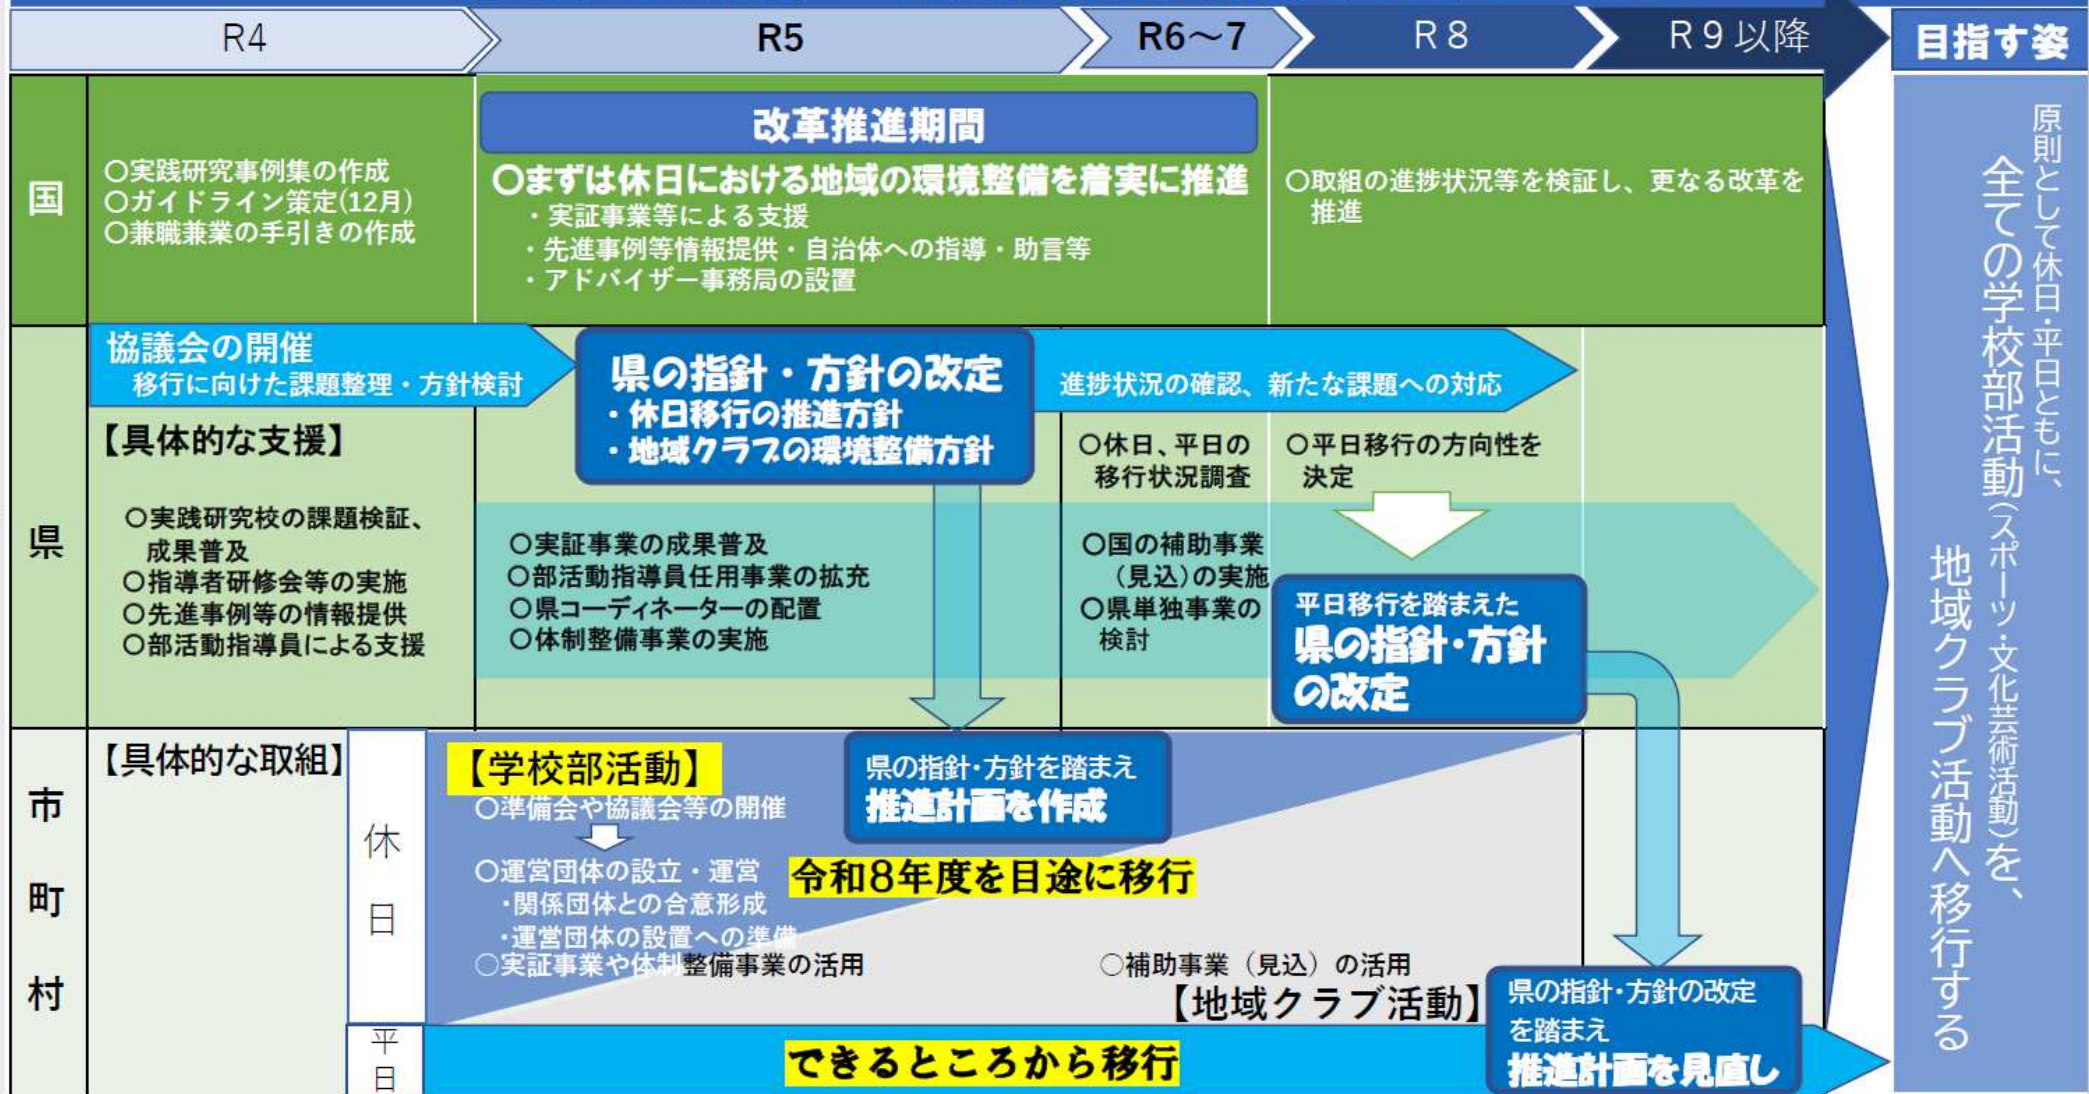 R4
R5
R6～7
R８
R９以降
目指す姿
国
○実践研究事例集の作成
○ガイドライン策定(12月)
○兼職兼業の手引きの作成
改革推進期間
○まずは休日における地域の環境整備を着実に推進
・実証事業等による支援
・先進事例等情報提供・自治体への指導・助言等
・アドバイザー事務局の設置
○取組の進捗状況等を検証し、更なる改革を
推進
県
協議会の開催
移行に向けた課題整理・方針検討
県の指針・方針の改定
・休日移行の推進方針
・地域クラブの環境整備方針
進捗状況の確認、新たな課題への対応
【具体的な支援】
○実践研究校の課題検証、
成果普及
○指導者研修会等の実施
○先進事例等の情報提供
○部活動指導員による支援
○実証事業の成果普及
○部活動指導員任用事業の拡充
○県コーディネーターの配置
○体制整備事業の実施
○休日、平日の
移行状況調査
○国の補助事業
（見込）の実施
○県単独事業の
検討
○平日移行の方向性を
決定
平日移行を踏まえた
県の指針・方針
の改定
市町村
【具体的な取組】
休日
【学校部活動】
○準備会や協議会等の開催
○運営団体の設立・運営
・関係団体との合意形成
・運営団体の設置への準備
○実証事業や体制整備事業の活用
県の指針・方針を踏まえ
推進計画を作成
令和8年度を目途に移行
○補助事業（見込）の活用
【地域クラブ活動】
平日
できるところから移行
県の指針・方針の改定
を踏まえ
推進計画を見直し
原則として休日・平日ともに、
全ての学校部活動（スポーツ・文化芸術活動）を、
地域クラブ活動へ移行する